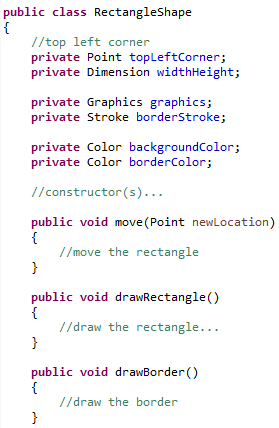 public class RectangleShape
{
//top left corner
private Point topLeftCorner;
private Dimension widthHeight;
private Graphics graphics;
private Stroke borderStroke;
private Color backgroundColor;
private Color borderColor;
//constructor(s)...
public void move(Point newLocation)
{
//move the rectangle
}
public void drawRectangle()
{
//draw the rectangle...
}
public void drawBorder()
{
//draw the border
}